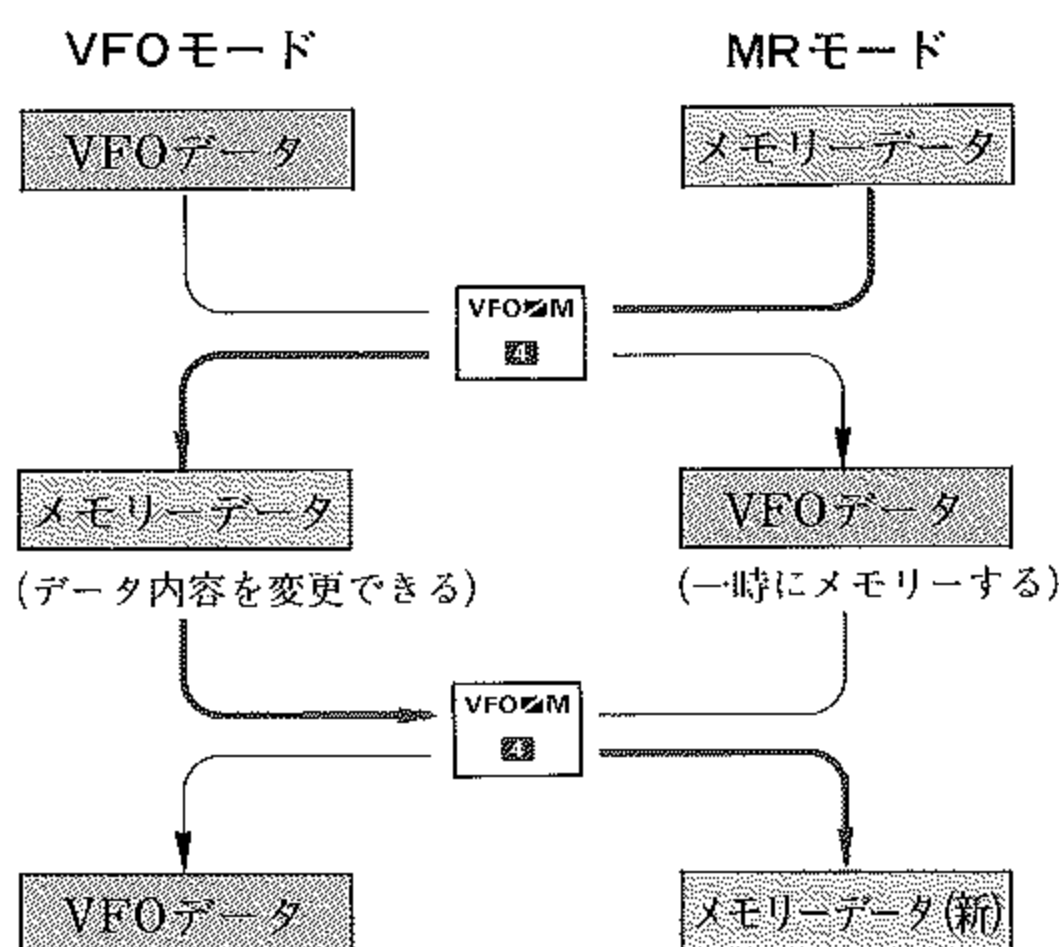 VFOモード MRモード
VFOデータ メモリーデータ
VFO⇄M
4
メモリーデータ VFOデータ
(データ内容を変更できる) (一時にメモリーする)
VFO⇄M
4
VFOデータ メモリーデータ(新)